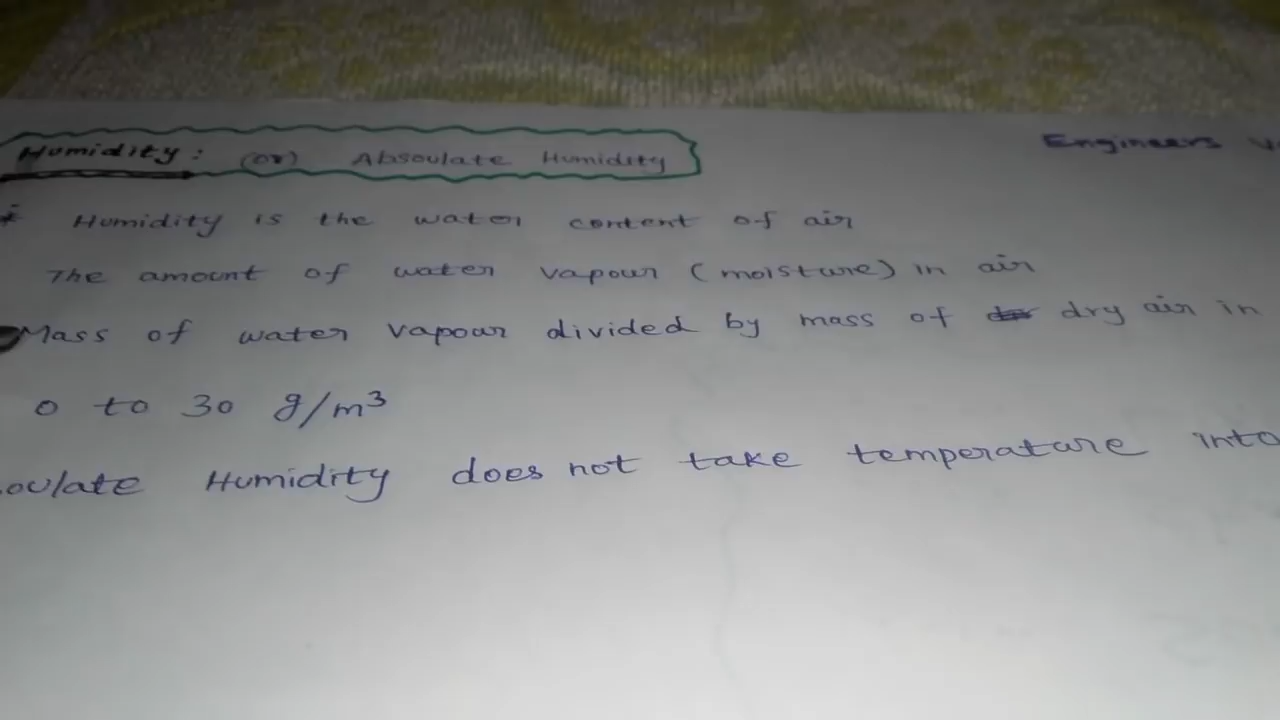 Humidity: (or) Absoulate Humidity
Engineers
* Humidity is the water content of air
The amount of water vapour (moisture) in air
Mass of water vapour divided by mass of dry air in
0 to 30 g/m³
oulate Humidity does not take temperature into